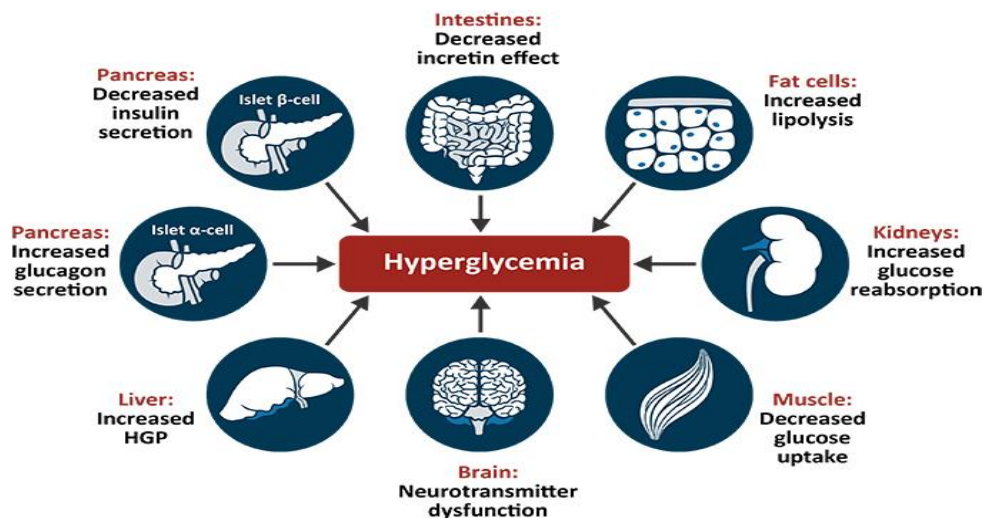 Intestines:
Decreased
incretin effect
Pancreas:
Decreased
insulin
secretion
Islet β-cell
Fat cells:
Increased
lipolysis
Pancreas:
Increased
glucagon
secretion
Islet α-cell
Hyperglycemia
Kidneys:
Increased
glucose
reabsorption
Liver:
Increased
HGP
Brain:
Neurotransmitter
dysfunction
Muscle:
Decreased
glucose
uptake